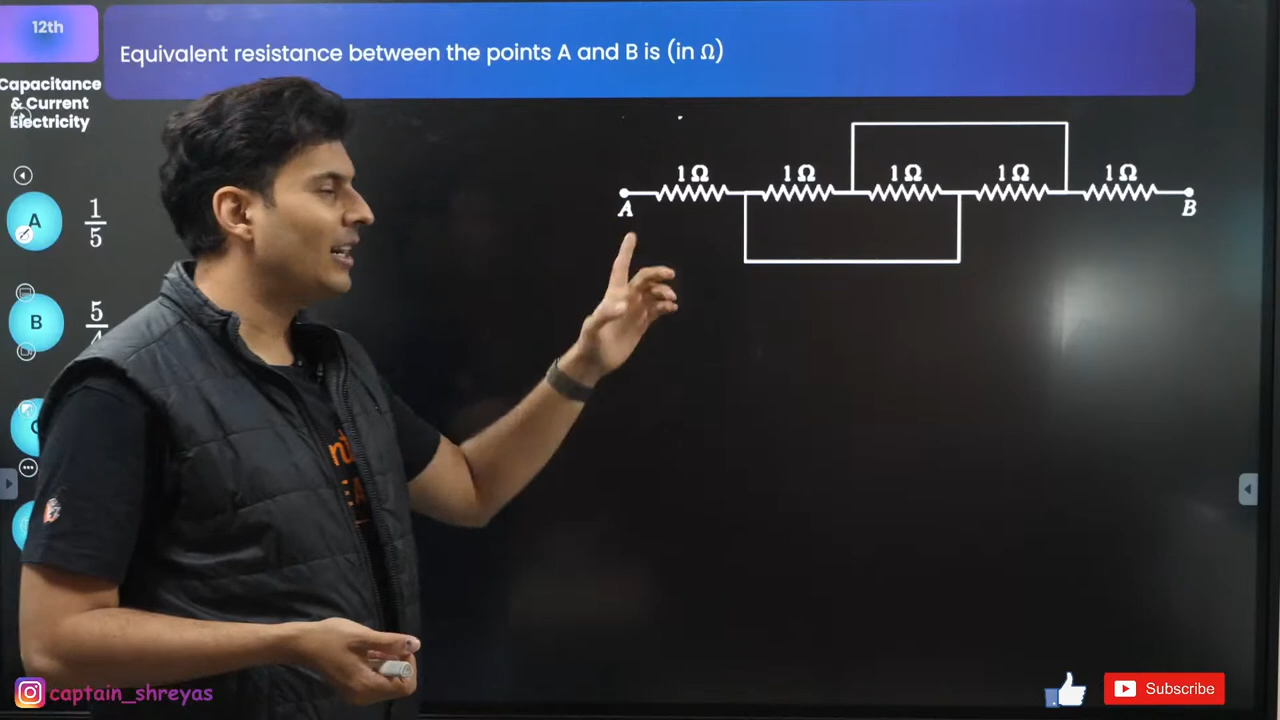 12th
Equivalent resistance between the points A and B is (in Ω)
Capacitance
& Current
Electricity
A 1/5
B 5/4
1Ω 1Ω 1Ω 1Ω 1Ω
A B
captain_shreyas
Subscribe